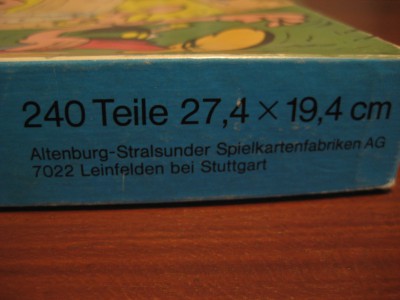 240 Teile 27,4 × 19,4 cm
Altenburg-Stralsunder Spielkartenfabriken AG
7022 Leinfelden bei Stuttgart